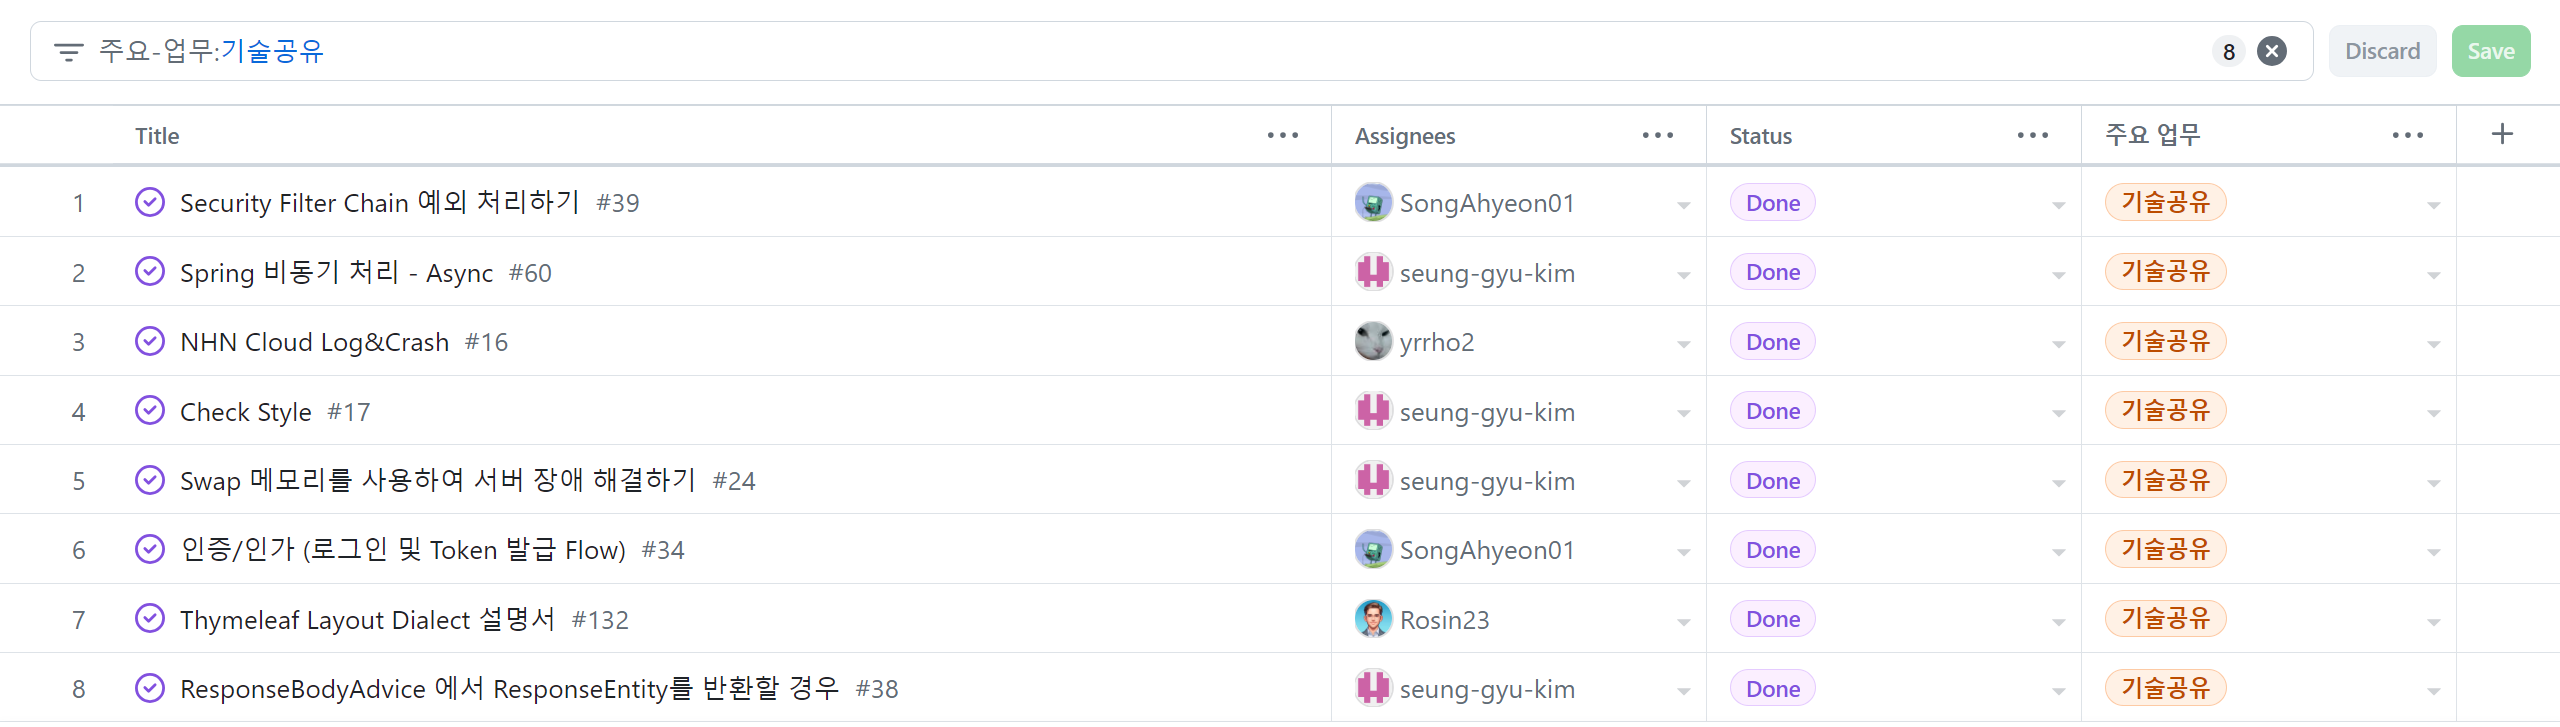 주요-업무:기술공유 8 Discard Save
Title Assignees Status 주요 업무
1 Security Filter Chain 예외 처리하기 #39 SongAhyeon01 Done 기술공유
2 Spring 비동기 처리 - Async #60 seung-gyu-kim Done 기술공유
3 NHN Cloud Log&Crash #16 yrrho2 Done 기술공유
4 Check Style #17 seung-gyu-kim Done 기술공유
5 Swap 메모리를 사용하여 서버 장애 해결하기 #24 seung-gyu-kim Done 기술공유
6 인증/인가 (로그인 및 Token 발급 Flow) #34 SongAhyeon01 Done 기술공유
7 Thymeleaf Layout Dialect 설명서 #132 Rosin23 Done 기술공유
8 ResponseBodyAdvice 에서 ResponseEntity를 반환할 경우 #38 seung-gyu-kim Done 기술공유